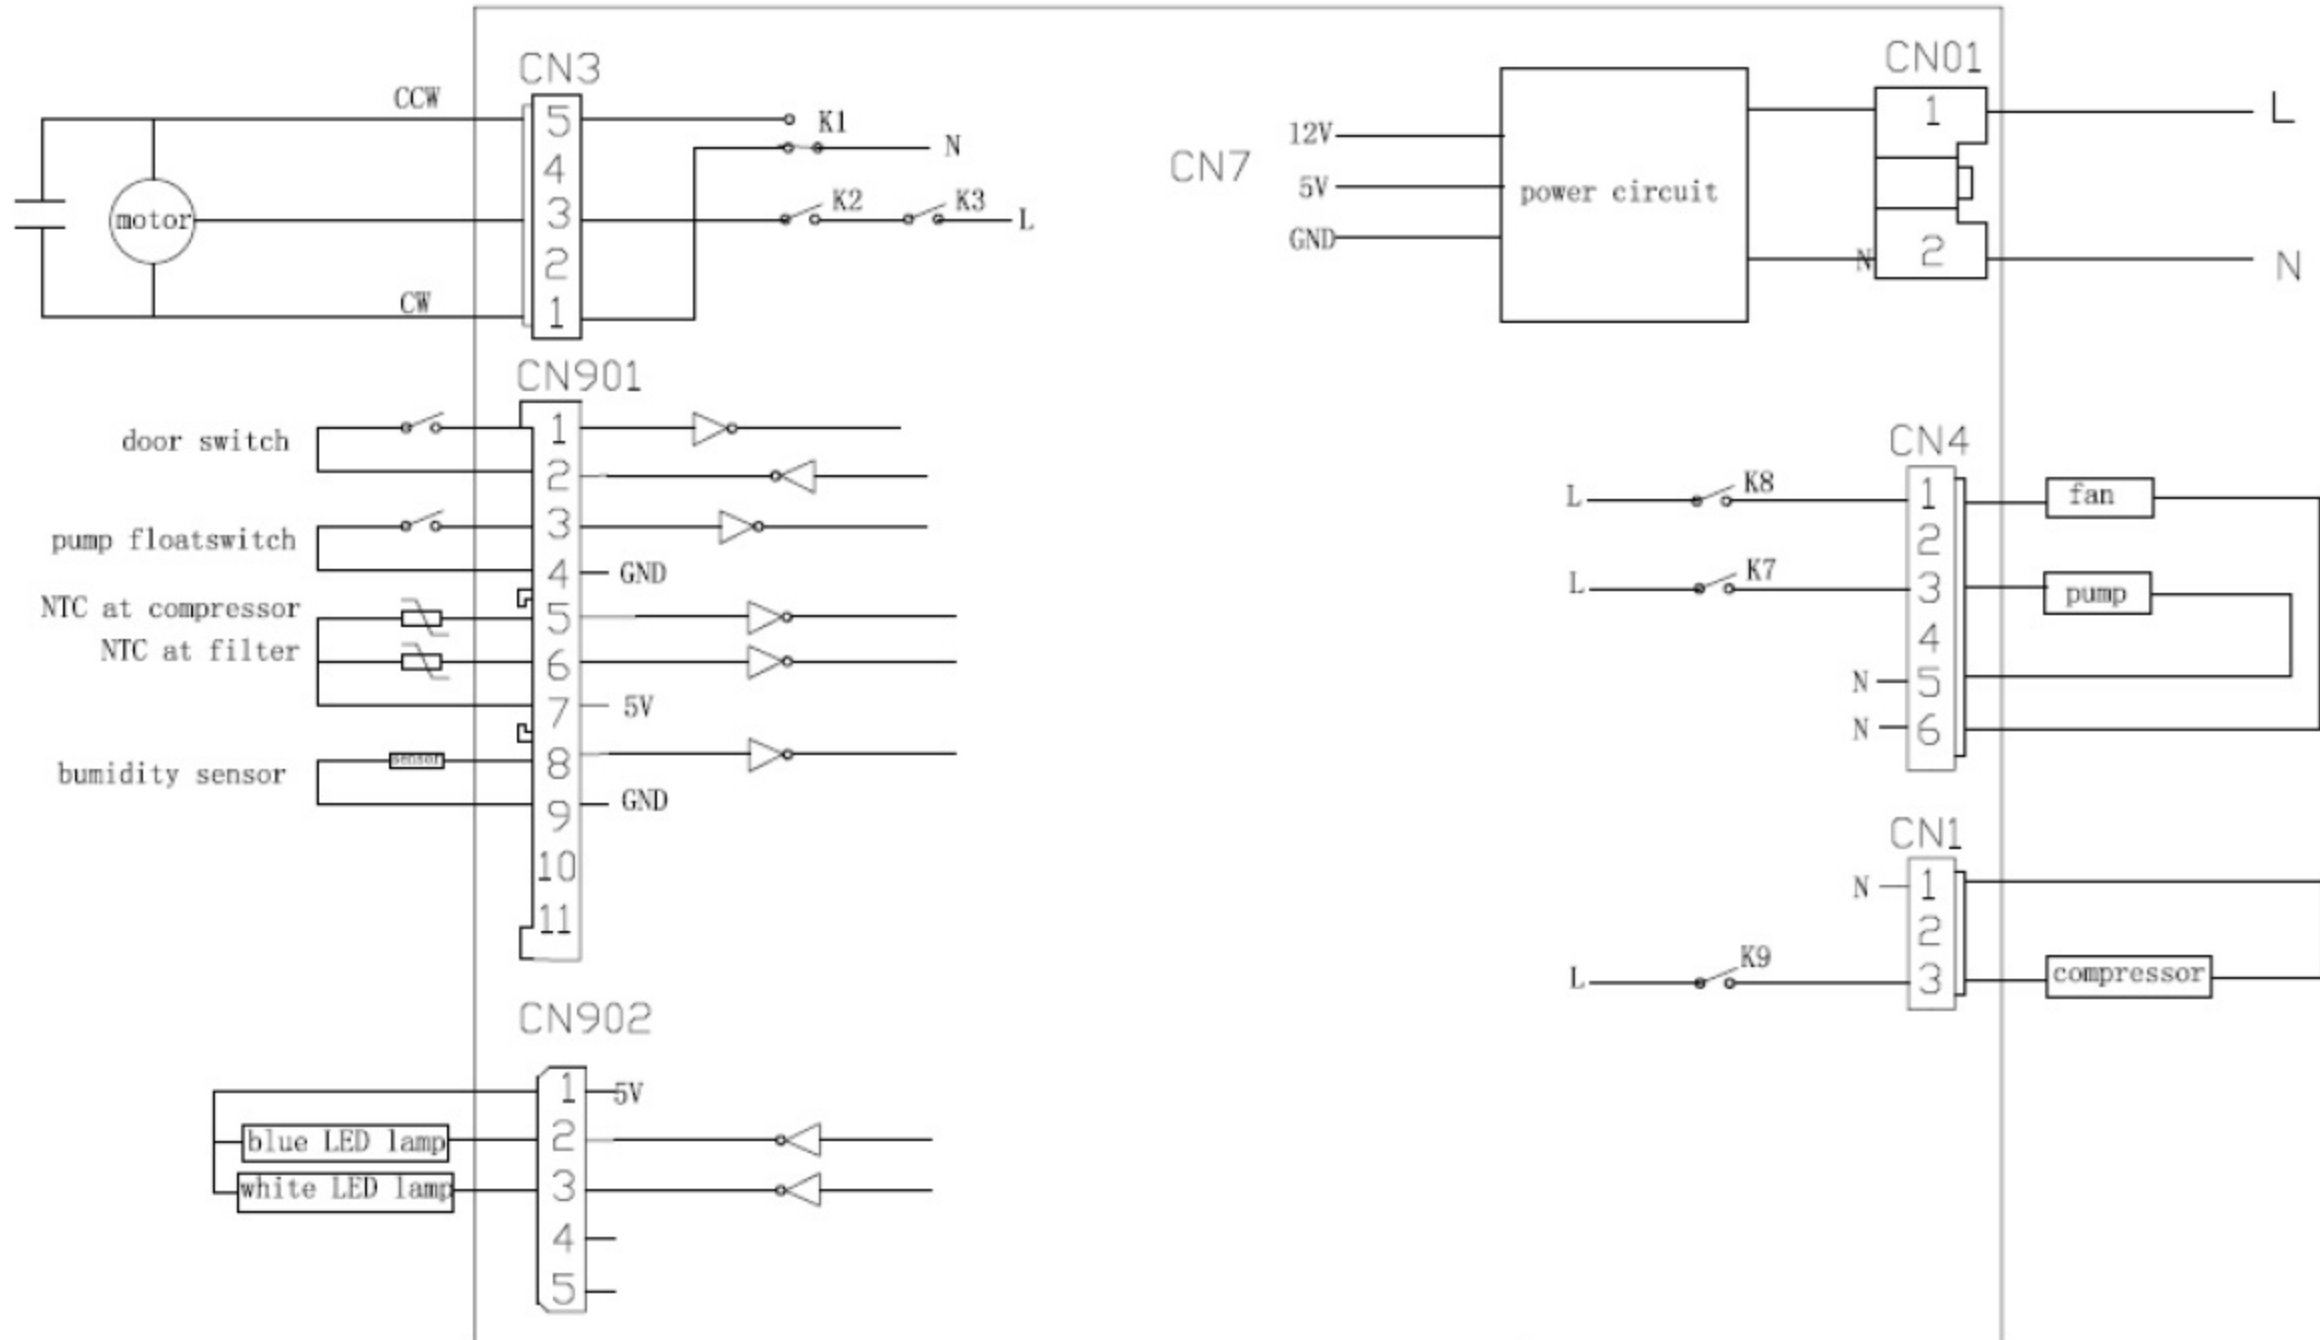 CN3
CCW
5
4
3
2
1
K1
N
K2
K3
L
motor
CW
CN7
12V
5V
GND
power circuit
CN01
1
2
L
N
N
CN901
door switch
pump floatswitch
NTC at compressor
NTC at filter
bumidity sensor
sensor
1
2
3
4
5
6
7
8
9
10
11
GND
5V
GND
CN4
L
K8
L
K7
N
N
1
2
3
4
5
6
fan
pump
CN1
N
L
K9
1
2
3
compressor
CN902
1
2
3
4
5
5V
blue LED lamp
white LED lamp